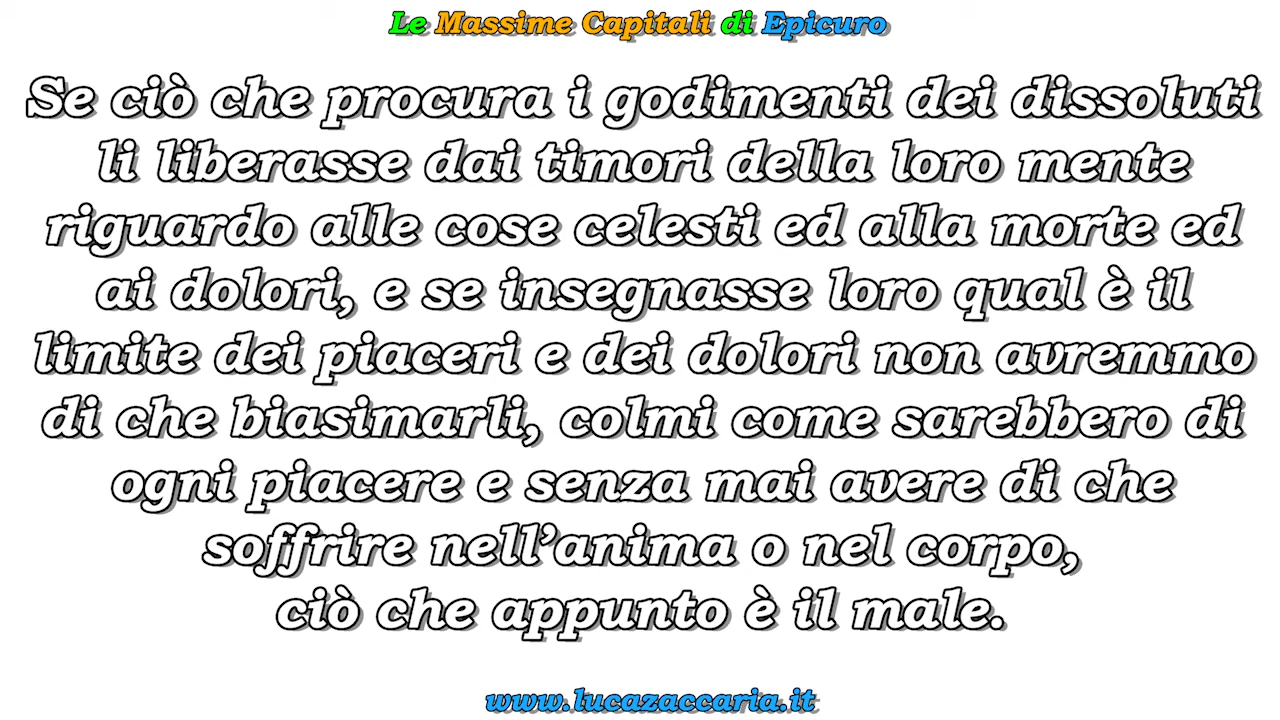 Le Massime Capitali di Epicuro
Se ciò che procura i godimenti dei dissoluti
li liberasse dai timori della loro mente
riguardo alle cose celesti ed alla morte ed
ai dolori, e se insegnasse loro qual è il
limite dei piaceri e dei dolori non avremmo
di che biasimarli, colmi come sarebbero di
ogni piacere e senza mai avere di che
soffrire nell’anima o nel corpo,
ciò che appunto è il male.
www.lucazaccaria.it